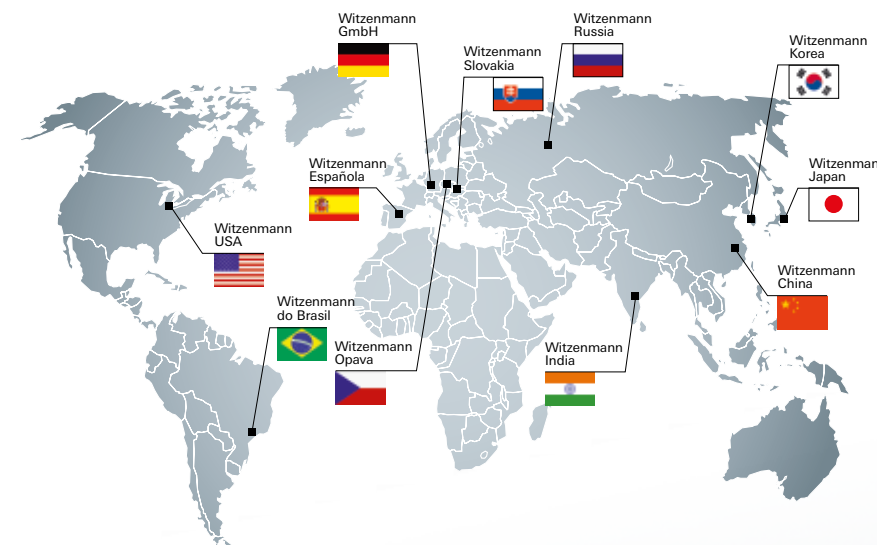 Witzenmann
GmbH
Witzenmann
Slovakia
Witzenmann
Russia
Witzenmann
Korea
Witzenmann
Española
Witzenman
Japan
Witzenmann
USA
Witzenmann
China
Witzenmann
do Brasil
Witzenmann
Opava
Witzenmann
India